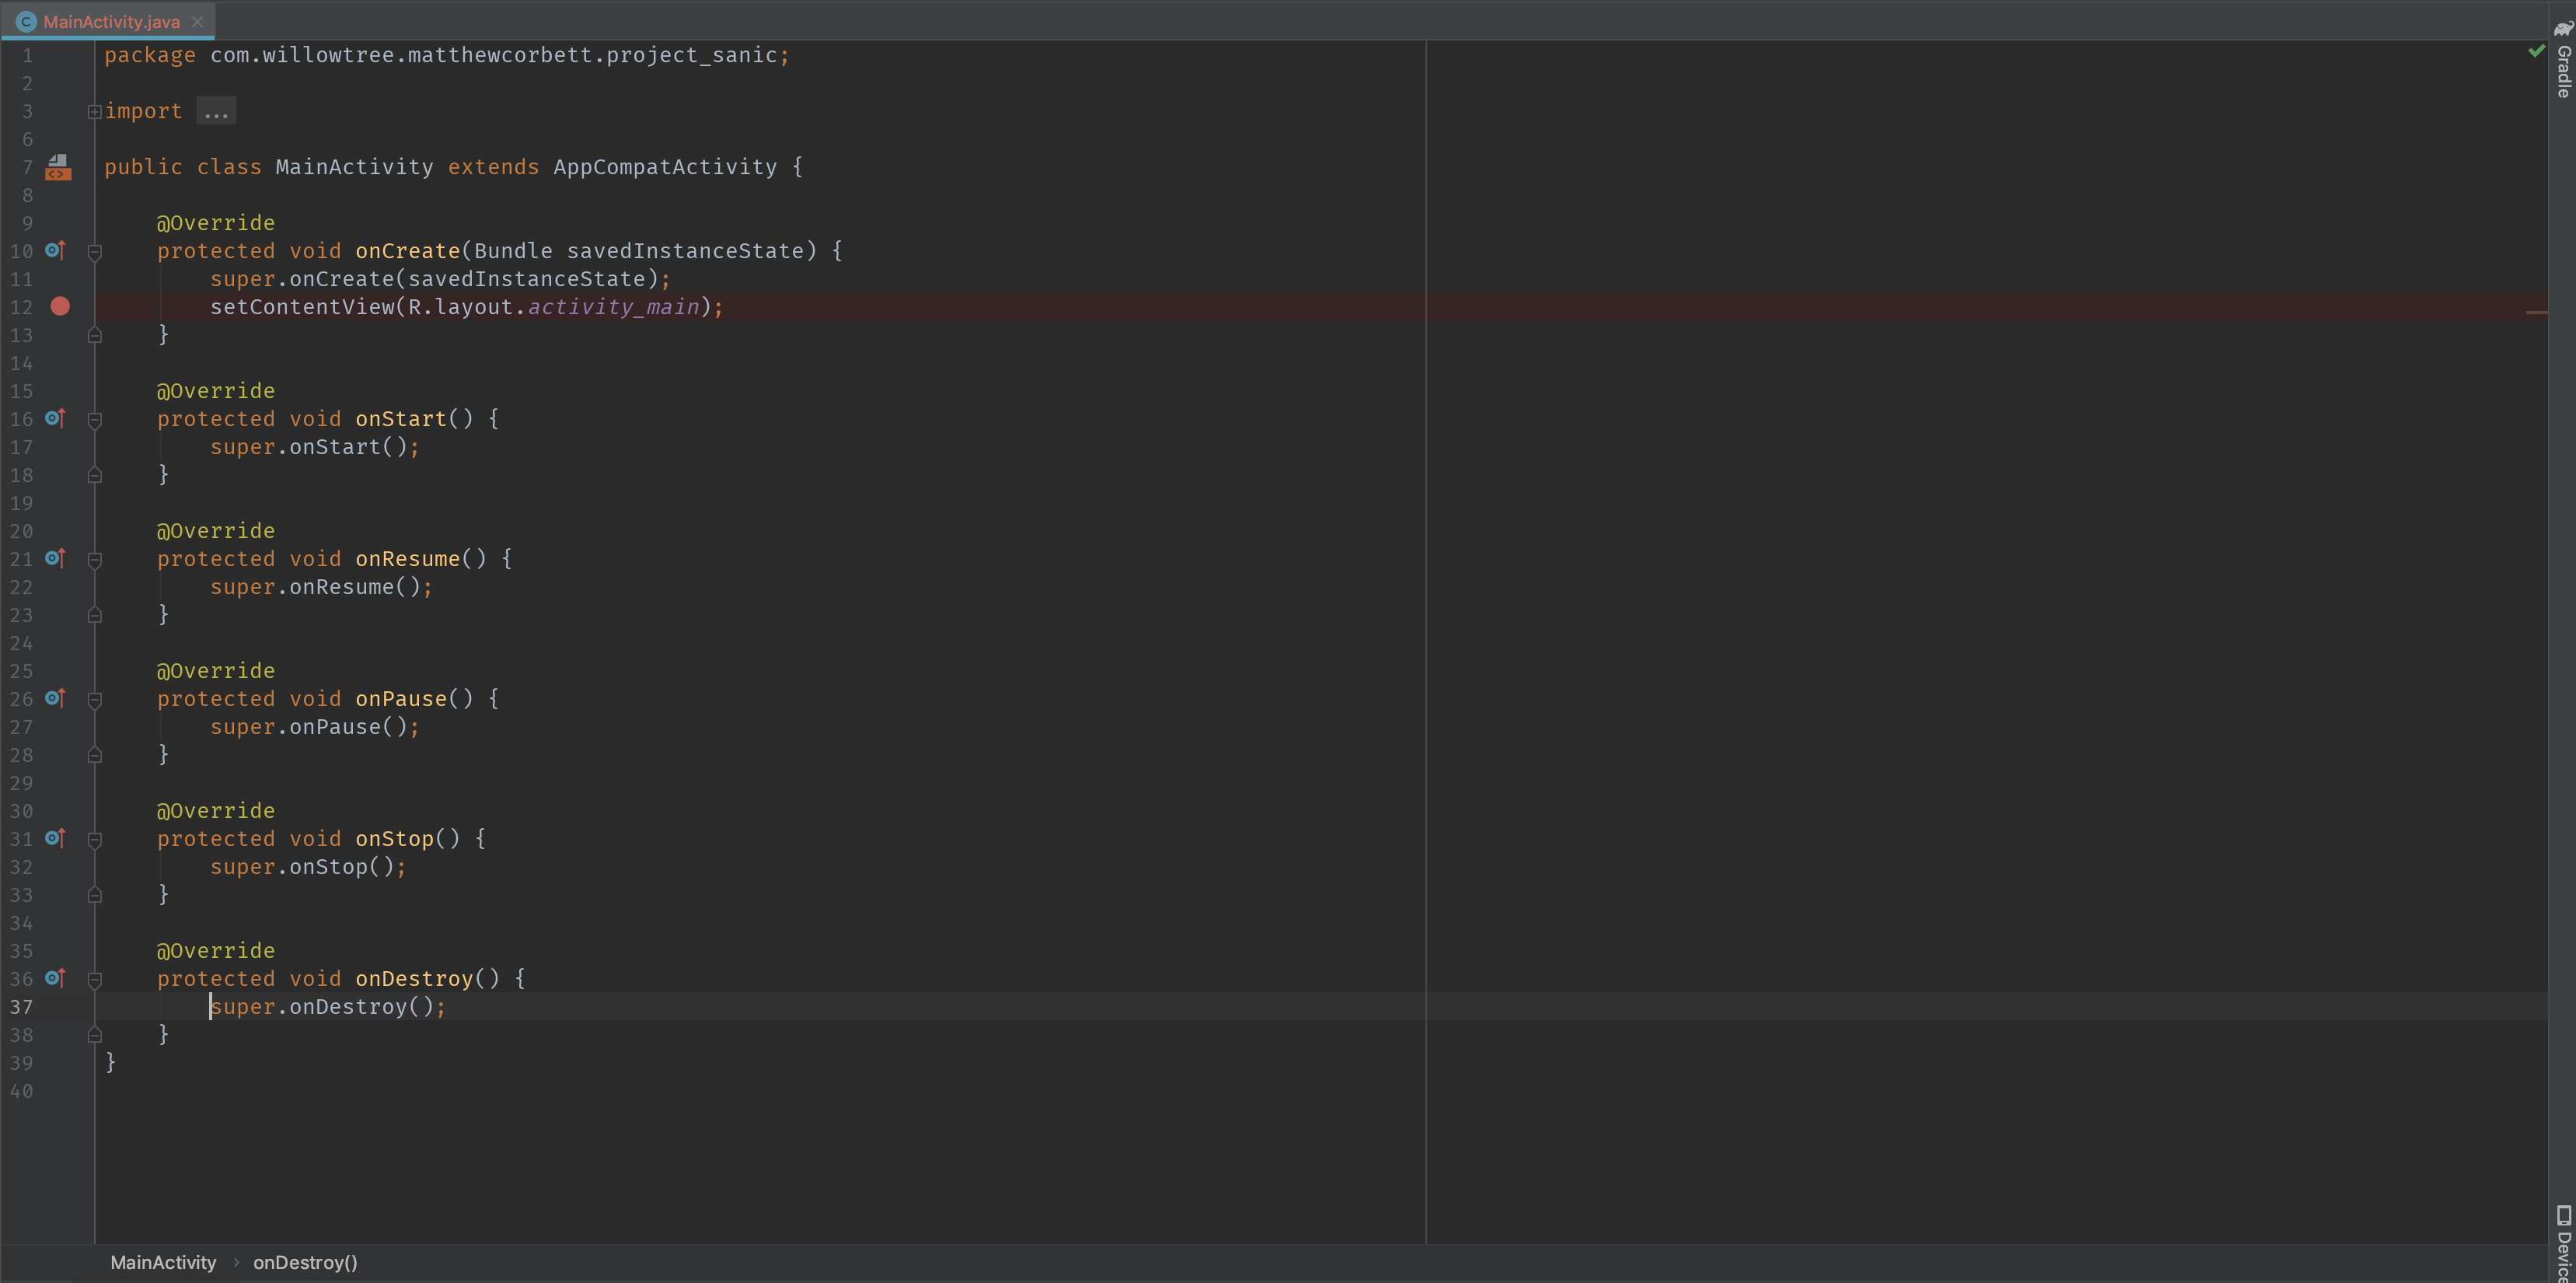 MainActivity.java
Gradle
1 package com.willowtree.matthewcorbett.project_sanic;
2
3 import ...
6
7 public class MainActivity extends AppCompatActivity {
8
9     @Override
10     protected void onCreate(Bundle savedInstanceState) {
11         super.onCreate(savedInstanceState);
12         setContentView(R.layout.activity_main);
13     }
14
15     @Override
16     protected void onStart() {
17         super.onStart();
18     }
19
20     @Override
21     protected void onResume() {
22         super.onResume();
23     }
24
25     @Override
26     protected void onPause() {
27         super.onPause();
28     }
29
30     @Override
31     protected void onStop() {
32         super.onStop();
33     }
34
35     @Override
36     protected void onDestroy() {
37         super.onDestroy();
38     }
39 }
40
MainActivity › onDestroy()
Devic